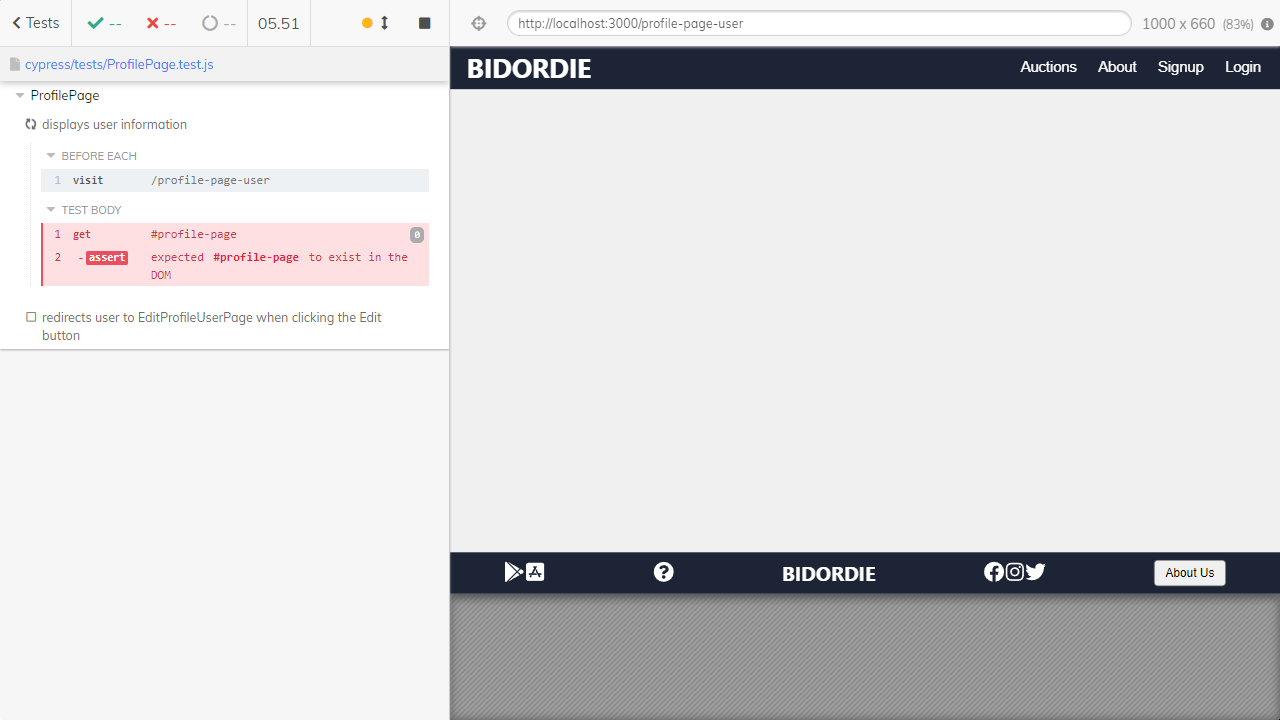 Tests -- -- -- 05.51
http://localhost:3000/profile-page-user 1000 x 660 (83%)
cypress/tests/ProfilePage.test.js
ProfilePage
displays user information
BEFORE EACH
1 visit /profile-page-user
TEST BODY
1 get #profile-page 0
2 -assert expected #profile-page to exist in the
DOM
redirects user to EditProfileUserPage when clicking the Edit
button
BIDORDIE Auctions About Signup Login
BIDORDIE About Us